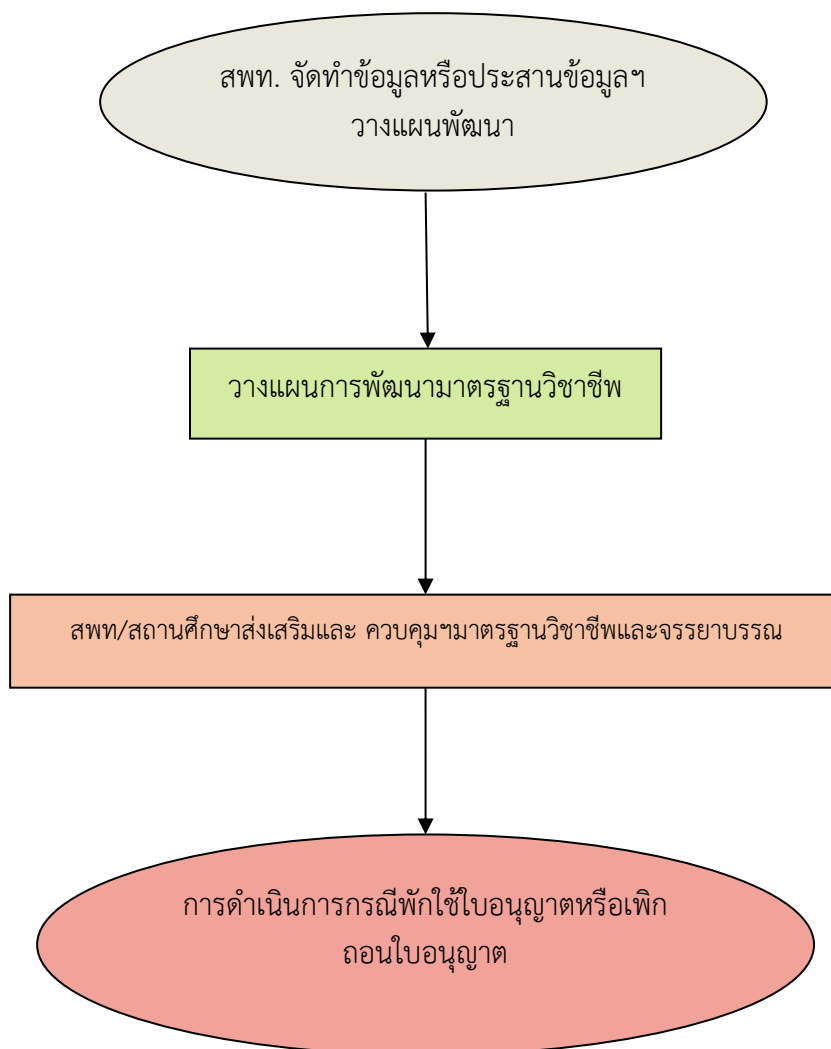 สพท. จัดทำข้อมูลหรือประสานข้อมูลฯ
วางแผนพัฒนา
วางแผนการพัฒนามาตรฐานวิชาชีพ
สพท/สถานศึกษาส่งเสริมและ ควบคุมฯมาตรฐานวิชาชีพและจรรยาบรรณ
การดำเนินการกรณีพักใช้ใบอนุญาตหรือเพิก
ถอนใบอนุญาต